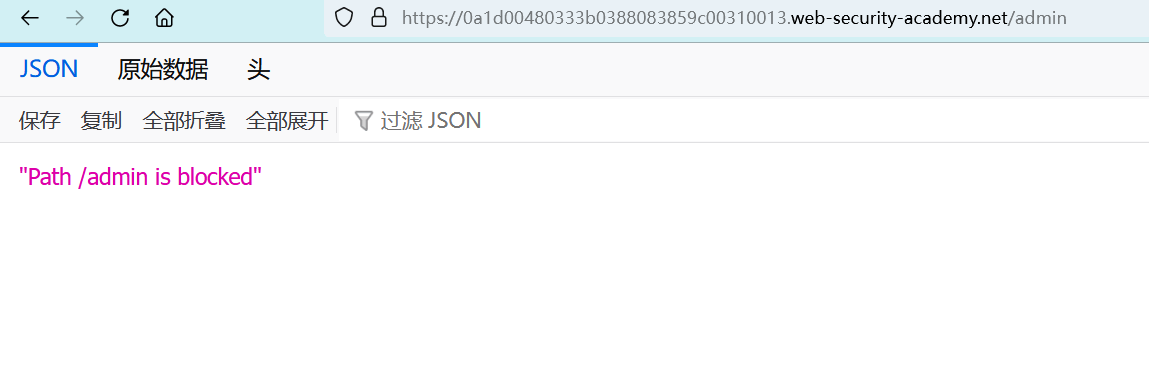 https://0a1d00480333b0388083859c00310013.web-security-academy.net/admin
JSON 原始数据 头
保存 复制 全部折叠 全部展开 过滤 JSON
"Path /admin is blocked"